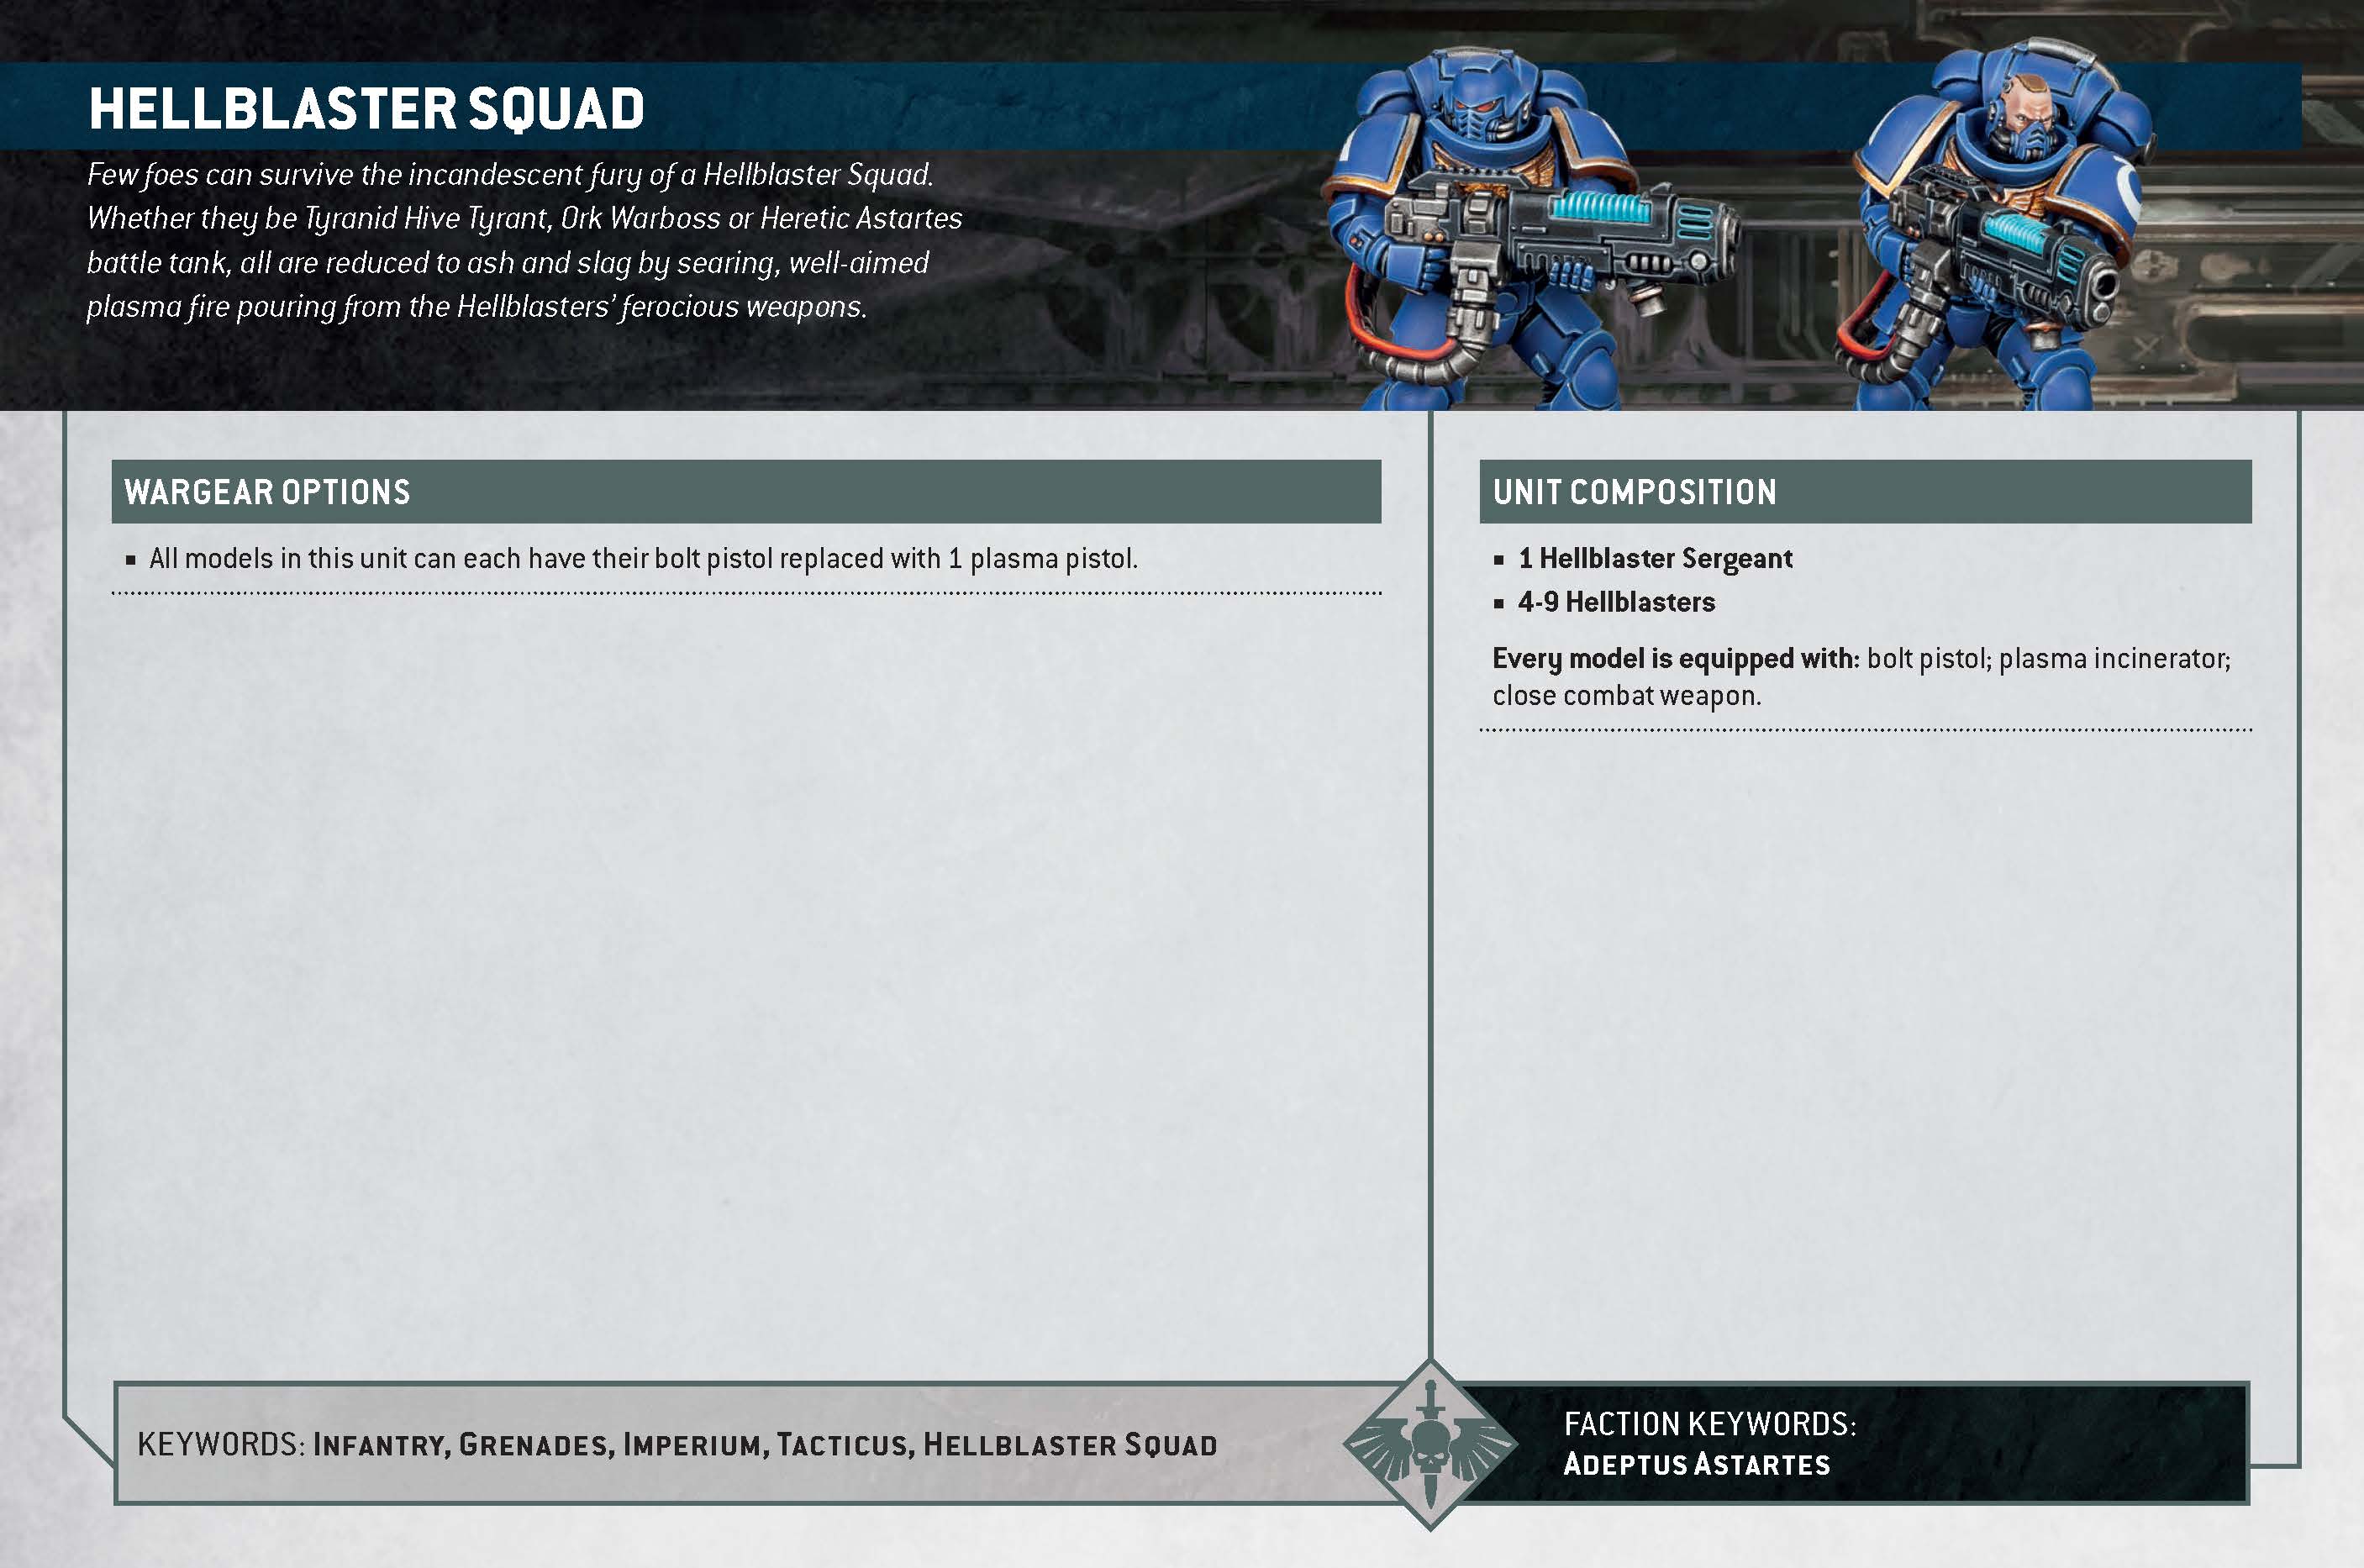 HELLBLASTER SQUAD
Few foes can survive the incandescent fury of a Hellblaster Squad.
Whether they be Tyranid Hive Tyrant, Ork Warboss or Heretic Astartes
battle tank, all are reduced to ash and slag by searing, well-aimed
plasma fire pouring from the Hellblasters’ ferocious weapons.
WARGEAR OPTIONS
▪ All models in this unit can each have their bolt pistol replaced with 1 plasma pistol.
UNIT COMPOSITION
▪ 1 Hellblaster Sergeant
▪ 4-9 Hellblasters
Every model is equipped with: bolt pistol; plasma incinerator;
close combat weapon.
KEYWORDS: INFANTRY, GRENADES, IMPERIUM, TACTICUS, HELLBLASTER SQUAD
FACTION KEYWORDS:
ADEPTUS ASTARTES